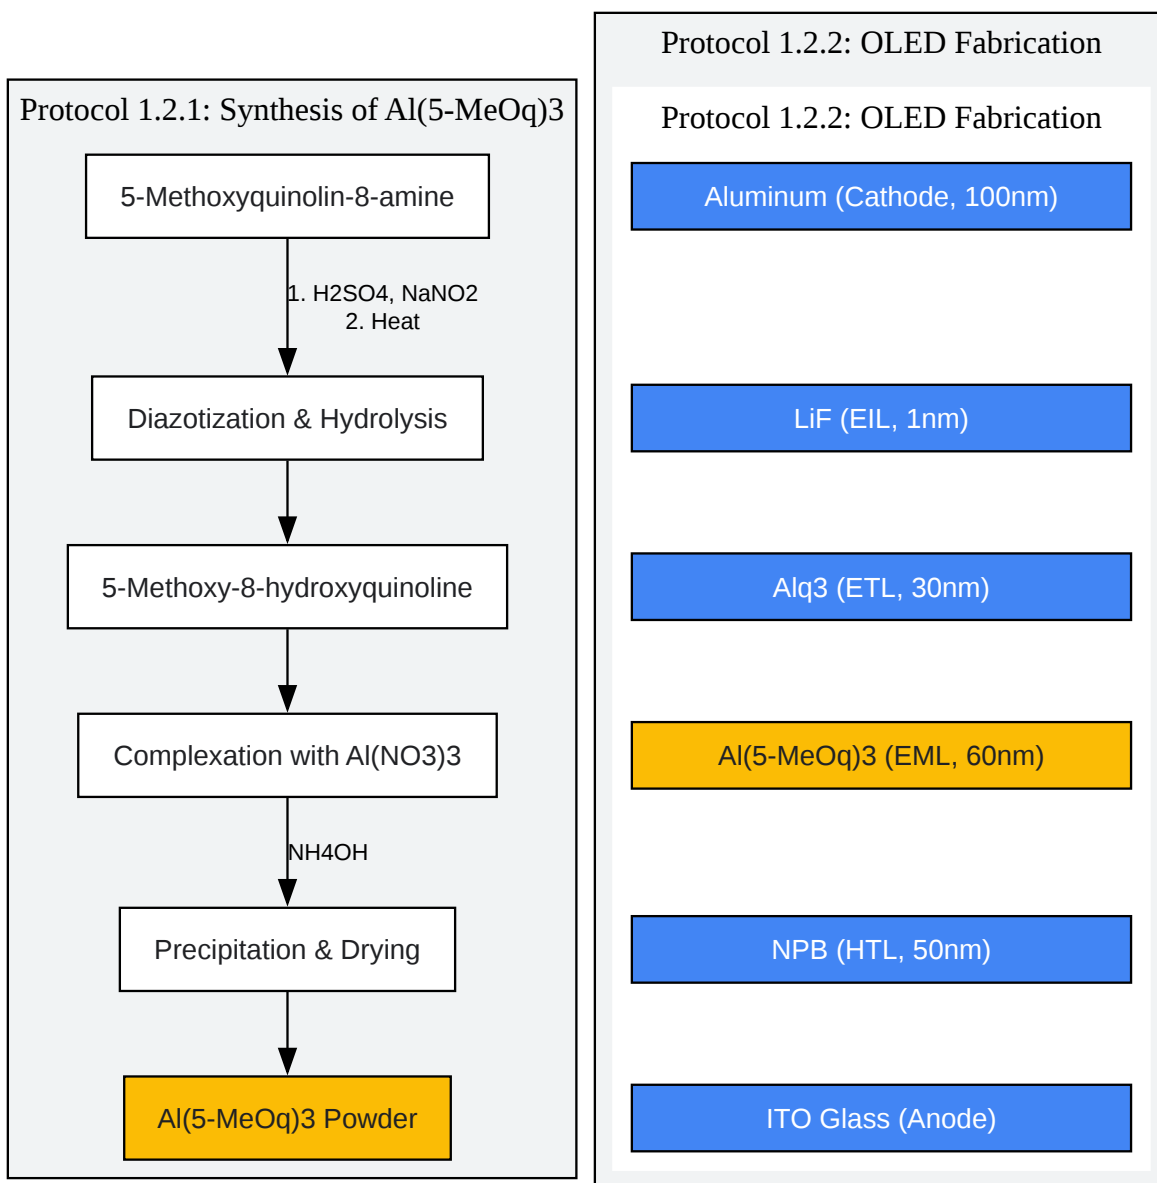 Protocol 1.2.1: Synthesis of Al(5-MeOq)3
5-Methoxyquinolin-8-amine
1. H2SO4, NaNO2
2. Heat
Diazotization & Hydrolysis
5-Methoxy-8-hydroxyquinoline
Complexation with Al(NO3)3
NH4OH
Precipitation & Drying
Al(5-MeOq)3 Powder
Protocol 1.2.2: OLED Fabrication
Protocol 1.2.2: OLED Fabrication
Aluminum (Cathode, 100nm)
LiF (EIL, 1nm)
Alq3 (ETL, 30nm)
Al(5-MeOq)3 (EML, 60nm)
NPB (HTL, 50nm)
ITO Glass (Anode)